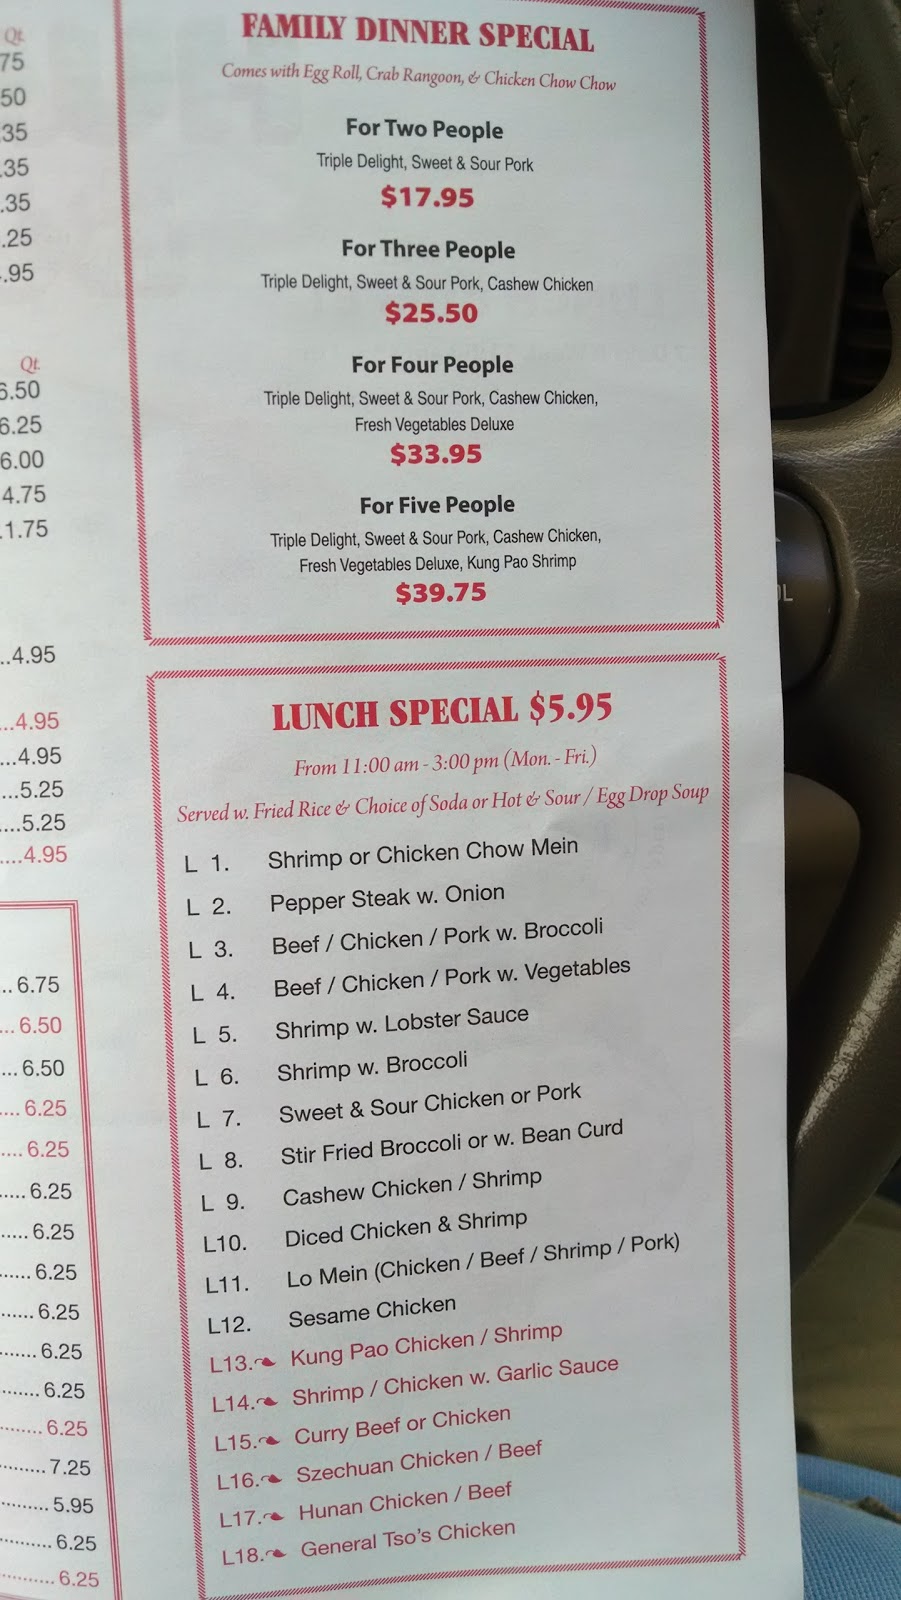 Qt.
75
50
.35
.35
.35
.25
.95
Qt.
6.50
6.25
6.00
4.75
1.75
..4.95
...4.95
...4.95
...5.25
....5.25
....4.95
.. 6.75
... 6.50
... 6.50
.... 6.25
.... 6.25
..... 6.25
..... 6.25
...... 6.25
...... 6.25
....... 6.25
........ 6.25
........ 6.25
......... 7.25
......... 5.95
.......... 6.25
........... 6.25
FAMILY DINNER SPECIAL
Comes with Egg Roll, Crab Rangoon, & Chicken Chow Chow
For Two People
Triple Delight, Sweet & Sour Pork
$17.95
For Three People
Triple Delight, Sweet & Sour Pork, Cashew Chicken
$25.50
For Four People
Triple Delight, Sweet & Sour Pork, Cashew Chicken,
Fresh Vegetables Deluxe
$33.95
For Five People
Triple Delight, Sweet & Sour Pork, Cashew Chicken,
Fresh Vegetables Deluxe, Kung Pao Shrimp
$39.75
LUNCH SPECIAL $5.95
From 11:00 am - 3:00 pm (Mon. - Fri.)
Served w. Fried Rice & Choice of Soda or Hot & Sour / Egg Drop Soup
L 1. Shrimp or Chicken Chow Mein
L 2. Pepper Steak w. Onion
L 3. Beef / Chicken / Pork w. Broccoli
L 4. Beef / Chicken / Pork w. Vegetables
L 5. Shrimp w. Lobster Sauce
L 6. Shrimp w. Broccoli
L 7. Sweet & Sour Chicken or Pork
L 8. Stir Fried Broccoli or w. Bean Curd
L 9. Cashew Chicken / Shrimp
L10. Diced Chicken & Shrimp
L11. Lo Mein (Chicken / Beef / Shrimp / Pork)
L12. Sesame Chicken
L13. Kung Pao Chicken / Shrimp
L14. Shrimp / Chicken w. Garlic Sauce
L15. Curry Beef or Chicken
L16. Szechuan Chicken / Beef
L17. Hunan Chicken / Beef
L18. General Tso's Chicken